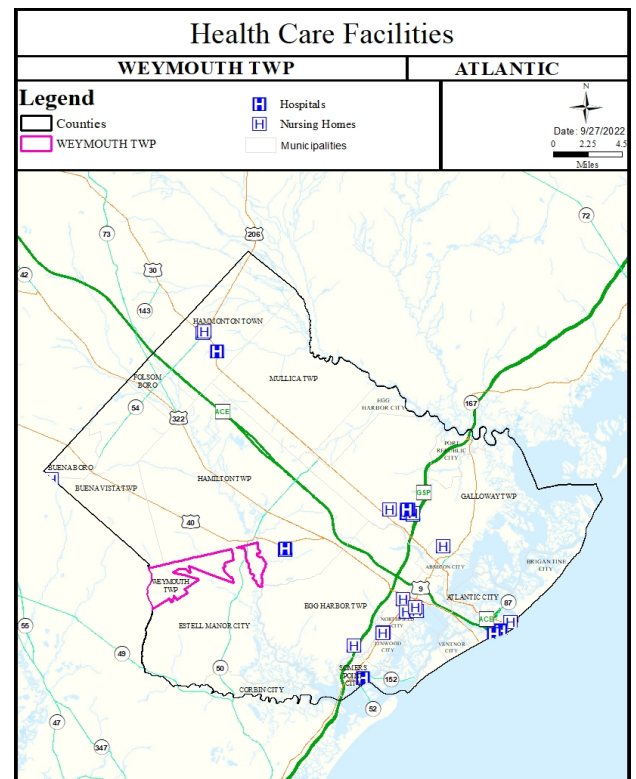 Health Care Facilities
WEYMOUTH TWP
ATLANTIC
Legend
Counties
WEYMOUTH TWP
H Hospitals
H Nursing Homes
Municipalities
N
Date: 9/27/2022
0 2.25 4.5
Miles
72
206
73
30
42
143
HAMMONTON TOWN
H
H
FOLSOM
BORO
MULLICA TWP
EGG
HARBOR CITY
167
54
322
ACE
PORT
REPUBLIC
CITY
BUENA BORO
H
BUENA VISTA TWP
HAMILTON TWP
GSP
GALLOWAY TWP
40
H
H
H
H
H
ABSECON CITY
BRIGANTINE
CITY
WEYMOUTH
TWP
9
ATLANTIC CITY
87
EGG HARBOR TWP
H
H
H
NORTHFIELD
CITY
ACB
H
H
ESTELL MANOR CITY
55
H
LINWOOD
CITY
VENTNOR
CITY
49
H
50
SOMERS
POINT
CITY
H
152
CORBIN CITY
52
47
347